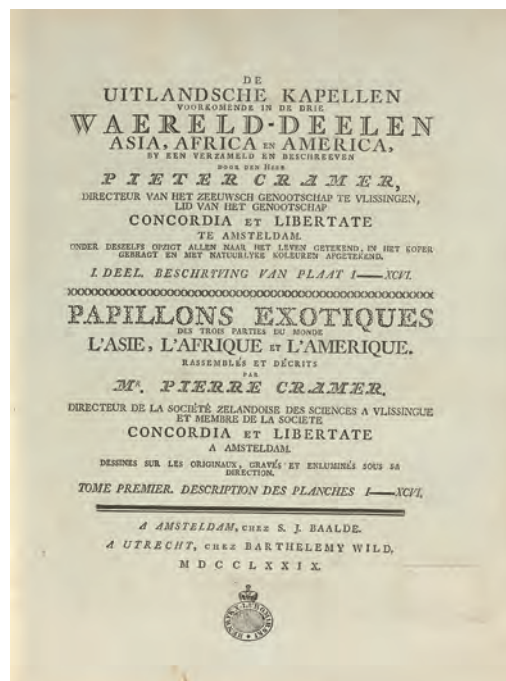 DE
UITLANDSCHE KAPELLEN
VOORKOMENDE IN DE DRIE
WAERELD-DEELEN
ASIA, AFRICA EN AMERICA,
BY EEN VERZAMELD EN BESCHREEVEN
DOOR DEN HEER
PIETER CRAMER,
DIRECTEUR VAN HET ZEEUWSCH GENOOTSCHAP TE VLISSINGEN,
LID VAN HET GENOOTSCHAP
CONCORDIA ET LIBERTATE
TE AMSTELDAM.
ONDER DESZELFS OPZIGT ALLEN NAAR HET LEVEN GETEKEND, IN HET KOPER
GEBRAGT EN MET NATUURLYKE KOLEUREN AFGETEKEND.
I. DEEL. BESCHRYVING VAN PLAAT I—XCVI.
PAPILLONS EXOTIQUES
DES TROIS PARTIES DU MONDE
L'ASIE, L'AFRIQUE ET L'AMERIQUE.
RASSEMBLÉS ET DÉCRITS
PAR
MR. PIERRE CRAMER,
DIRECTEUR DE LA SOCIÉTÉ ZELANDOISE DES SCIENCES A VLISSINGUE
ET MEMBRE DE LA SOCIETE
CONCORDIA ET LIBERTATE
A AMSTELDAM.
DESSINES SUR LES ORIGINAUX, GRAVÉS ET ENLUMINÉS SOUS SA
DIRECTION.
TOME PREMIER. DESCRIPTION DES PLANCHES I—XCVI.
A AMSTELDAM, CHEZ S. J. BAALDE.
A UTRECHT, CHEZ BARTHELEMY WILD,
MDCCLXXIX.